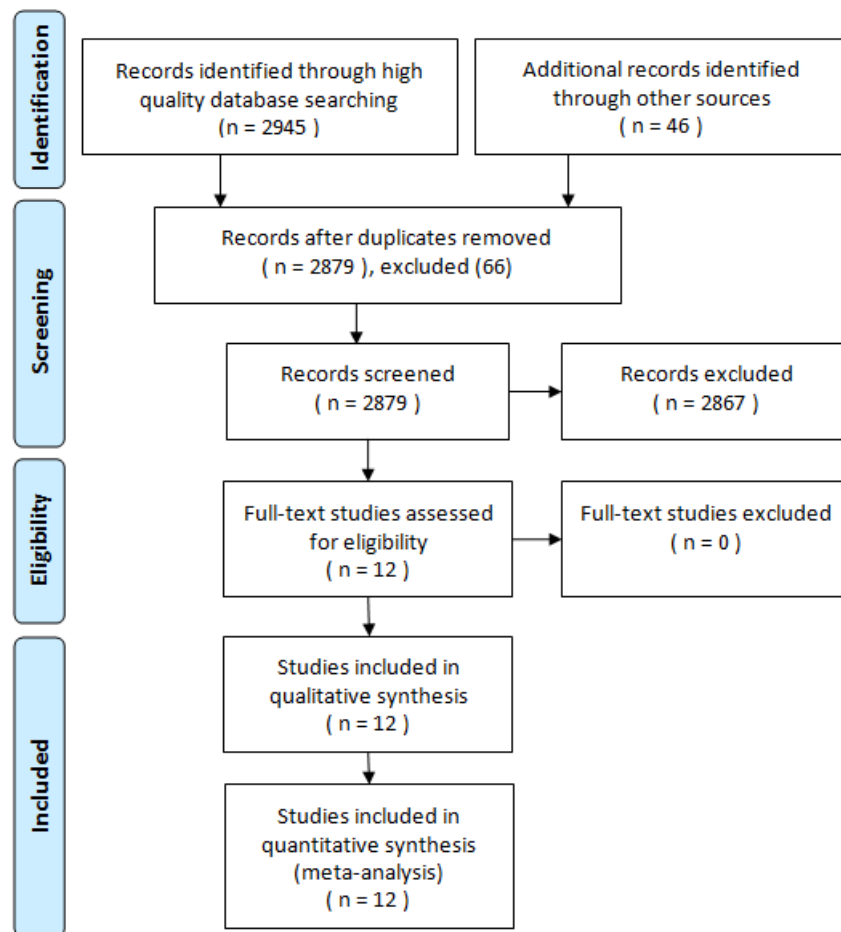 Identification
Records identified through high
quality database searching
(n = 2945 )
Additional records identified
through other sources
( n = 46 )
Screening
Records after duplicates removed
( n = 2879 ), excluded (66)
Records screened
( n = 2879 )
Records excluded
( n = 2867 )
Eligibility
Full-text studies assessed
for eligibility
( n = 12 )
Full-text studies excluded
( n = 0 )
Included
Studies included in
qualitative synthesis
( n = 12 )
Studies included in
quantitative synthesis
(meta-analysis)
( n = 12 )